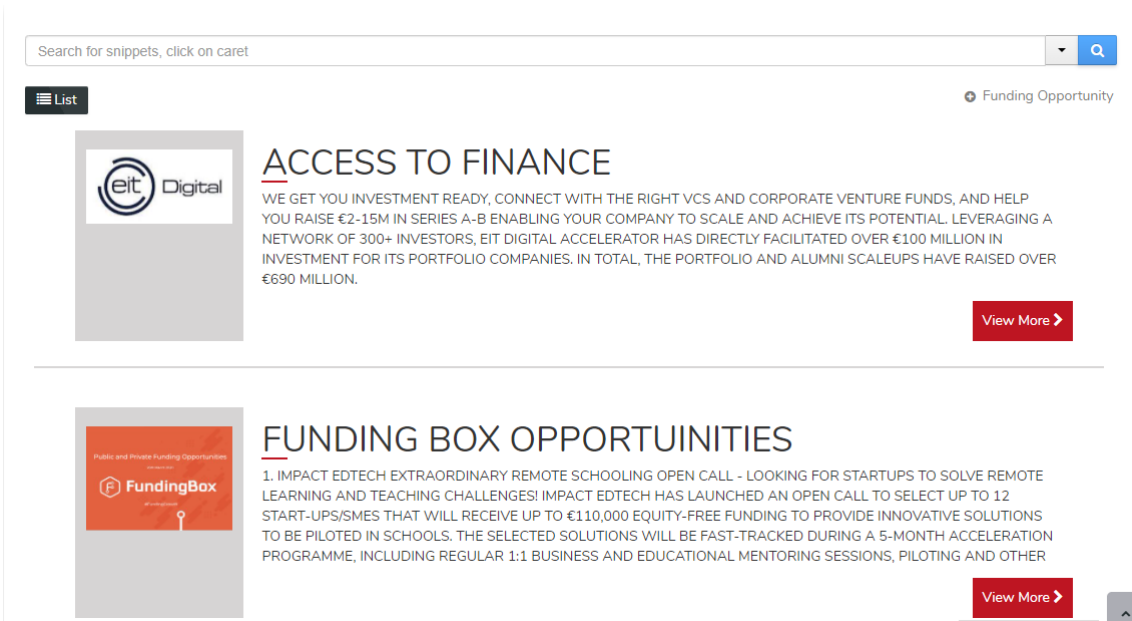 Search for snippets, click on caret
List
Funding Opportunity
eit Digital
ACCESS TO FINANCE
WE GET YOU INVESTMENT READY, CONNECT WITH THE RIGHT VCS AND CORPORATE VENTURE FUNDS, AND HELP
YOU RAISE €2-15M IN SERIES A-B ENABLING YOUR COMPANY TO SCALE AND ACHIEVE ITS POTENTIAL. LEVERAGING A
NETWORK OF 300+ INVESTORS, EIT DIGITAL ACCELERATOR HAS DIRECTLY FACILITATED OVER €100 MILLION IN
INVESTMENT FOR ITS PORTFOLIO COMPANIES. IN TOTAL, THE PORTFOLIO AND ALUMNI SCALEUPS HAVE RAISED OVER
€690 MILLION.
View More
Public and Private Funding Opportunities
FundingBox
FUNDING BOX OPPORTUINITIES
1. IMPACT EDTECH EXTRAORDINARY REMOTE SCHOOLING OPEN CALL - LOOKING FOR STARTUPS TO SOLVE REMOTE
LEARNING AND TEACHING CHALLENGES! IMPACT EDTECH HAS LAUNCHED AN OPEN CALL TO SELECT UP TO 12
START-UPS/SMES THAT WILL RECEIVE UP TO €110,000 EQUITY-FREE FUNDING TO PROVIDE INNOVATIVE SOLUTIONS
TO BE PILOTED IN SCHOOLS. THE SELECTED SOLUTIONS WILL BE FAST-TRACKED DURING A 5-MONTH ACCELERATION
PROGRAMME, INCLUDING REGULAR 1:1 BUSINESS AND EDUCATIONAL MENTORING SESSIONS, PILOTING AND OTHER
View More